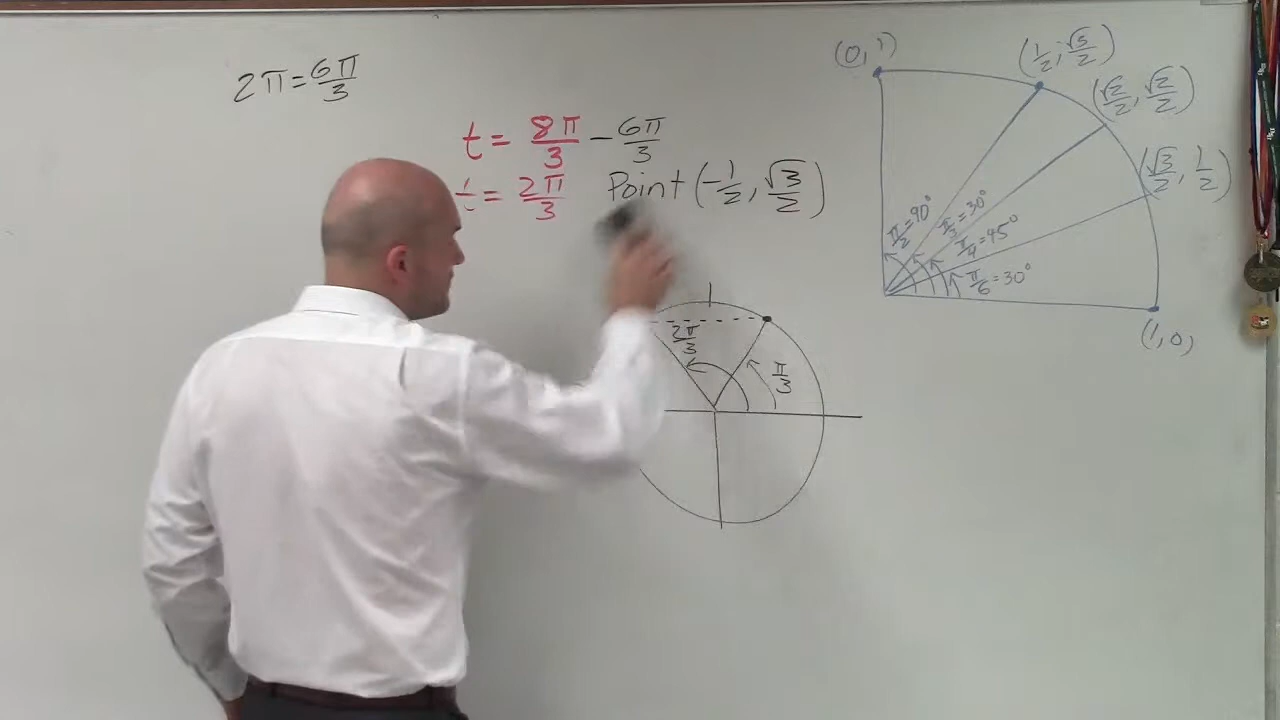 2π = 6π/3
t = 8π/3 − 6π/3
t = 2π/3
Point (−1/2, √3/2)
2π/3
π/3
(0, 1)
(1/2, √3/2)
(√2/2, √2/2)
(√3/2, 1/2)
π/2 = 90°
π/3 = 30°
π/4 = 45°
π/6 = 30°
(1, 0)